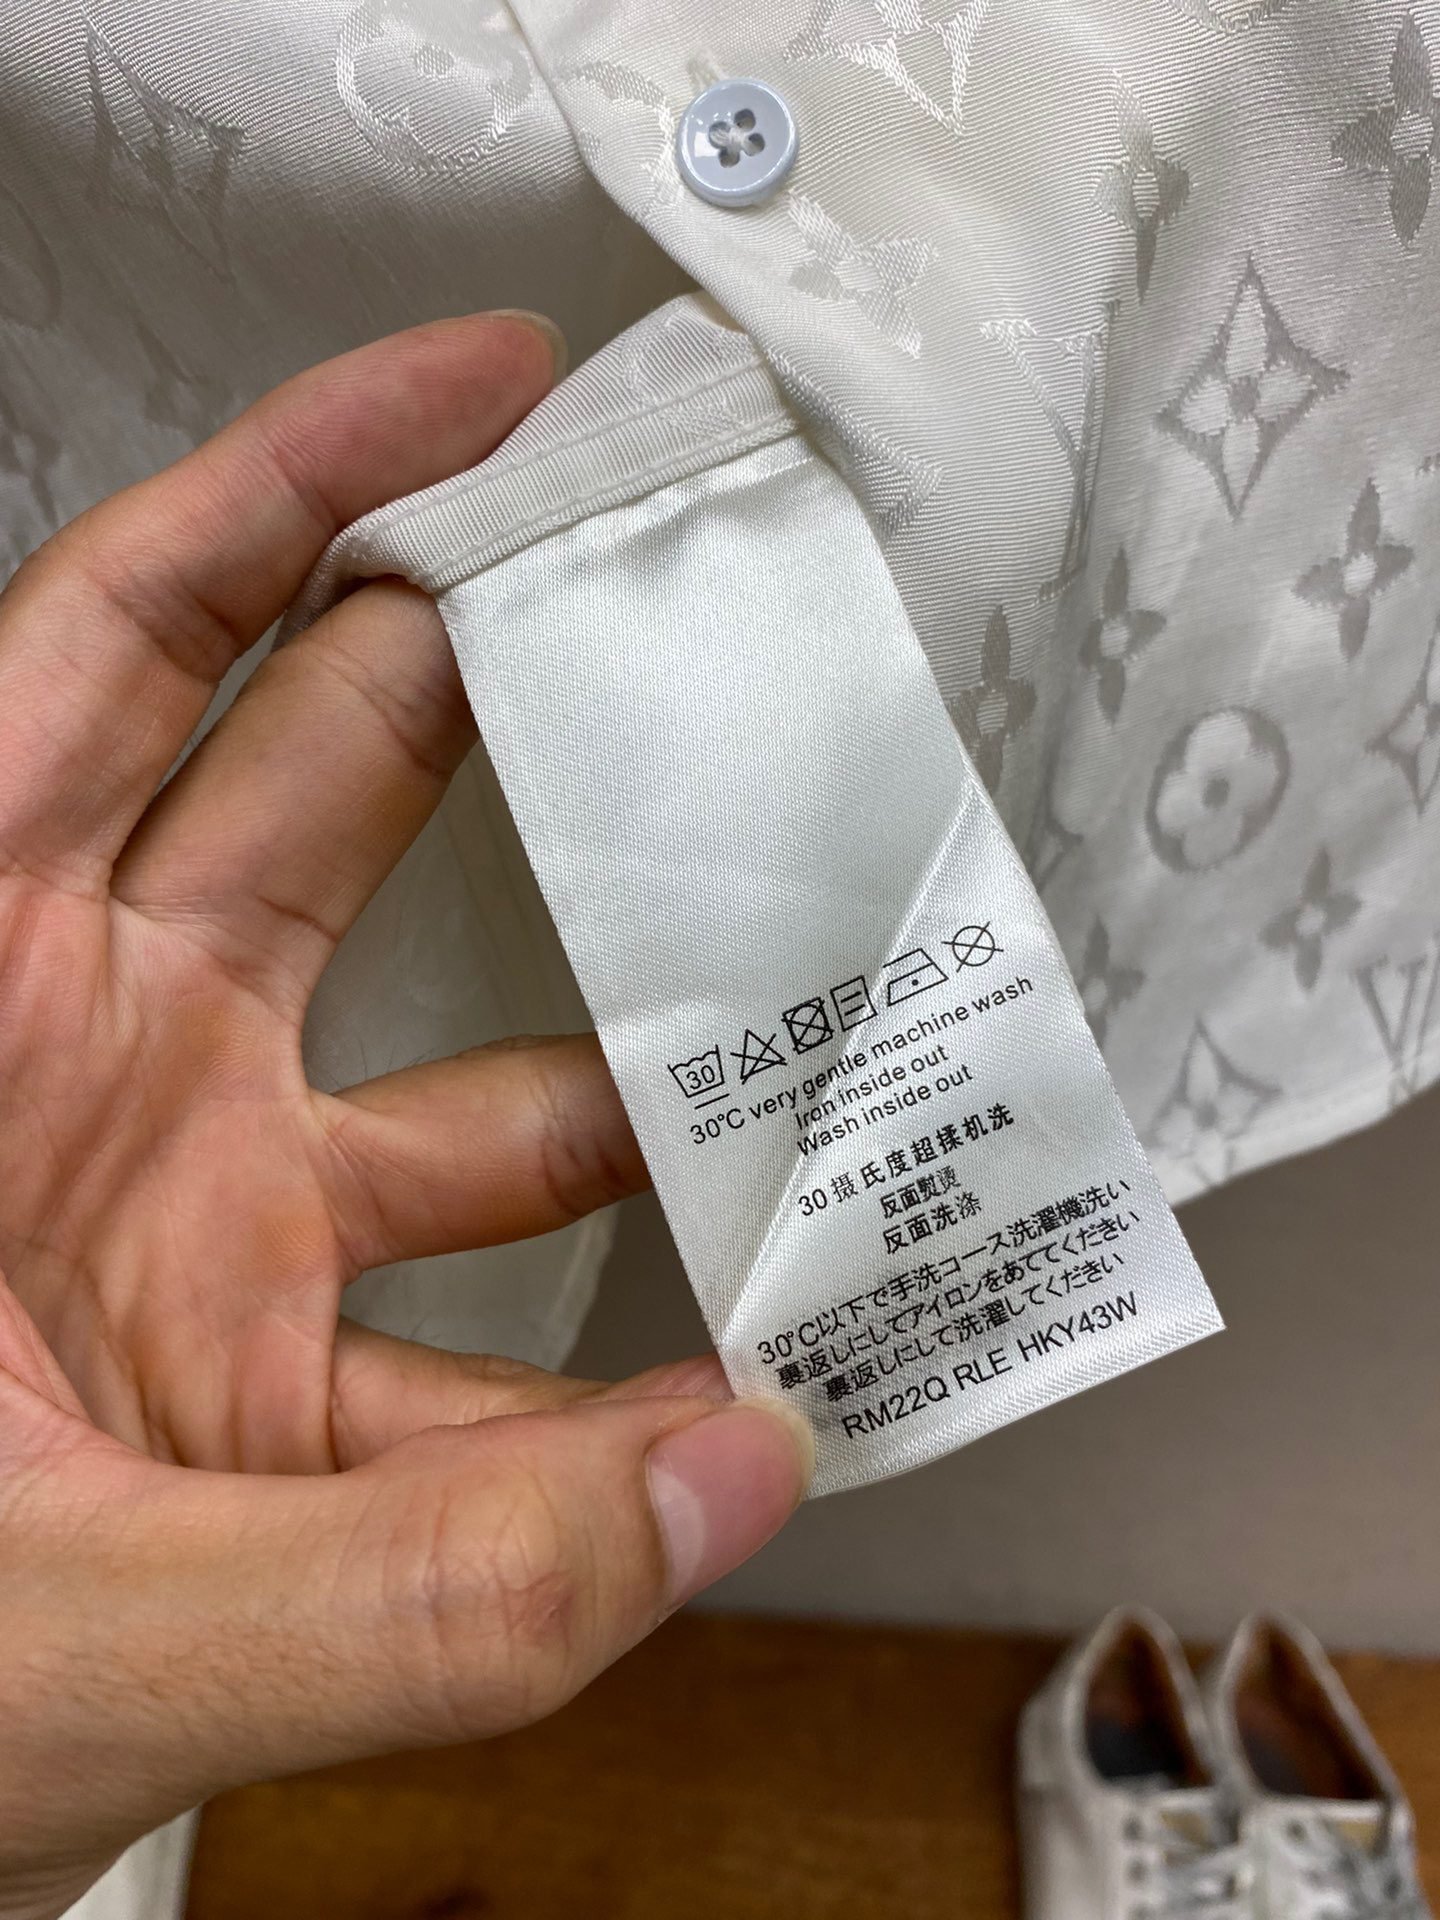 30
30°C very gentle machine wash
Iron inside out
Wash inside out
30 摄氏度超揉机洗
反面熨烫
反面洗涤
30°C以下で手洗コース洗濯機洗い
裏返しにしてアイロンをあててください
裏返しにして洗濯してください
RM22Q RLE HKY43W